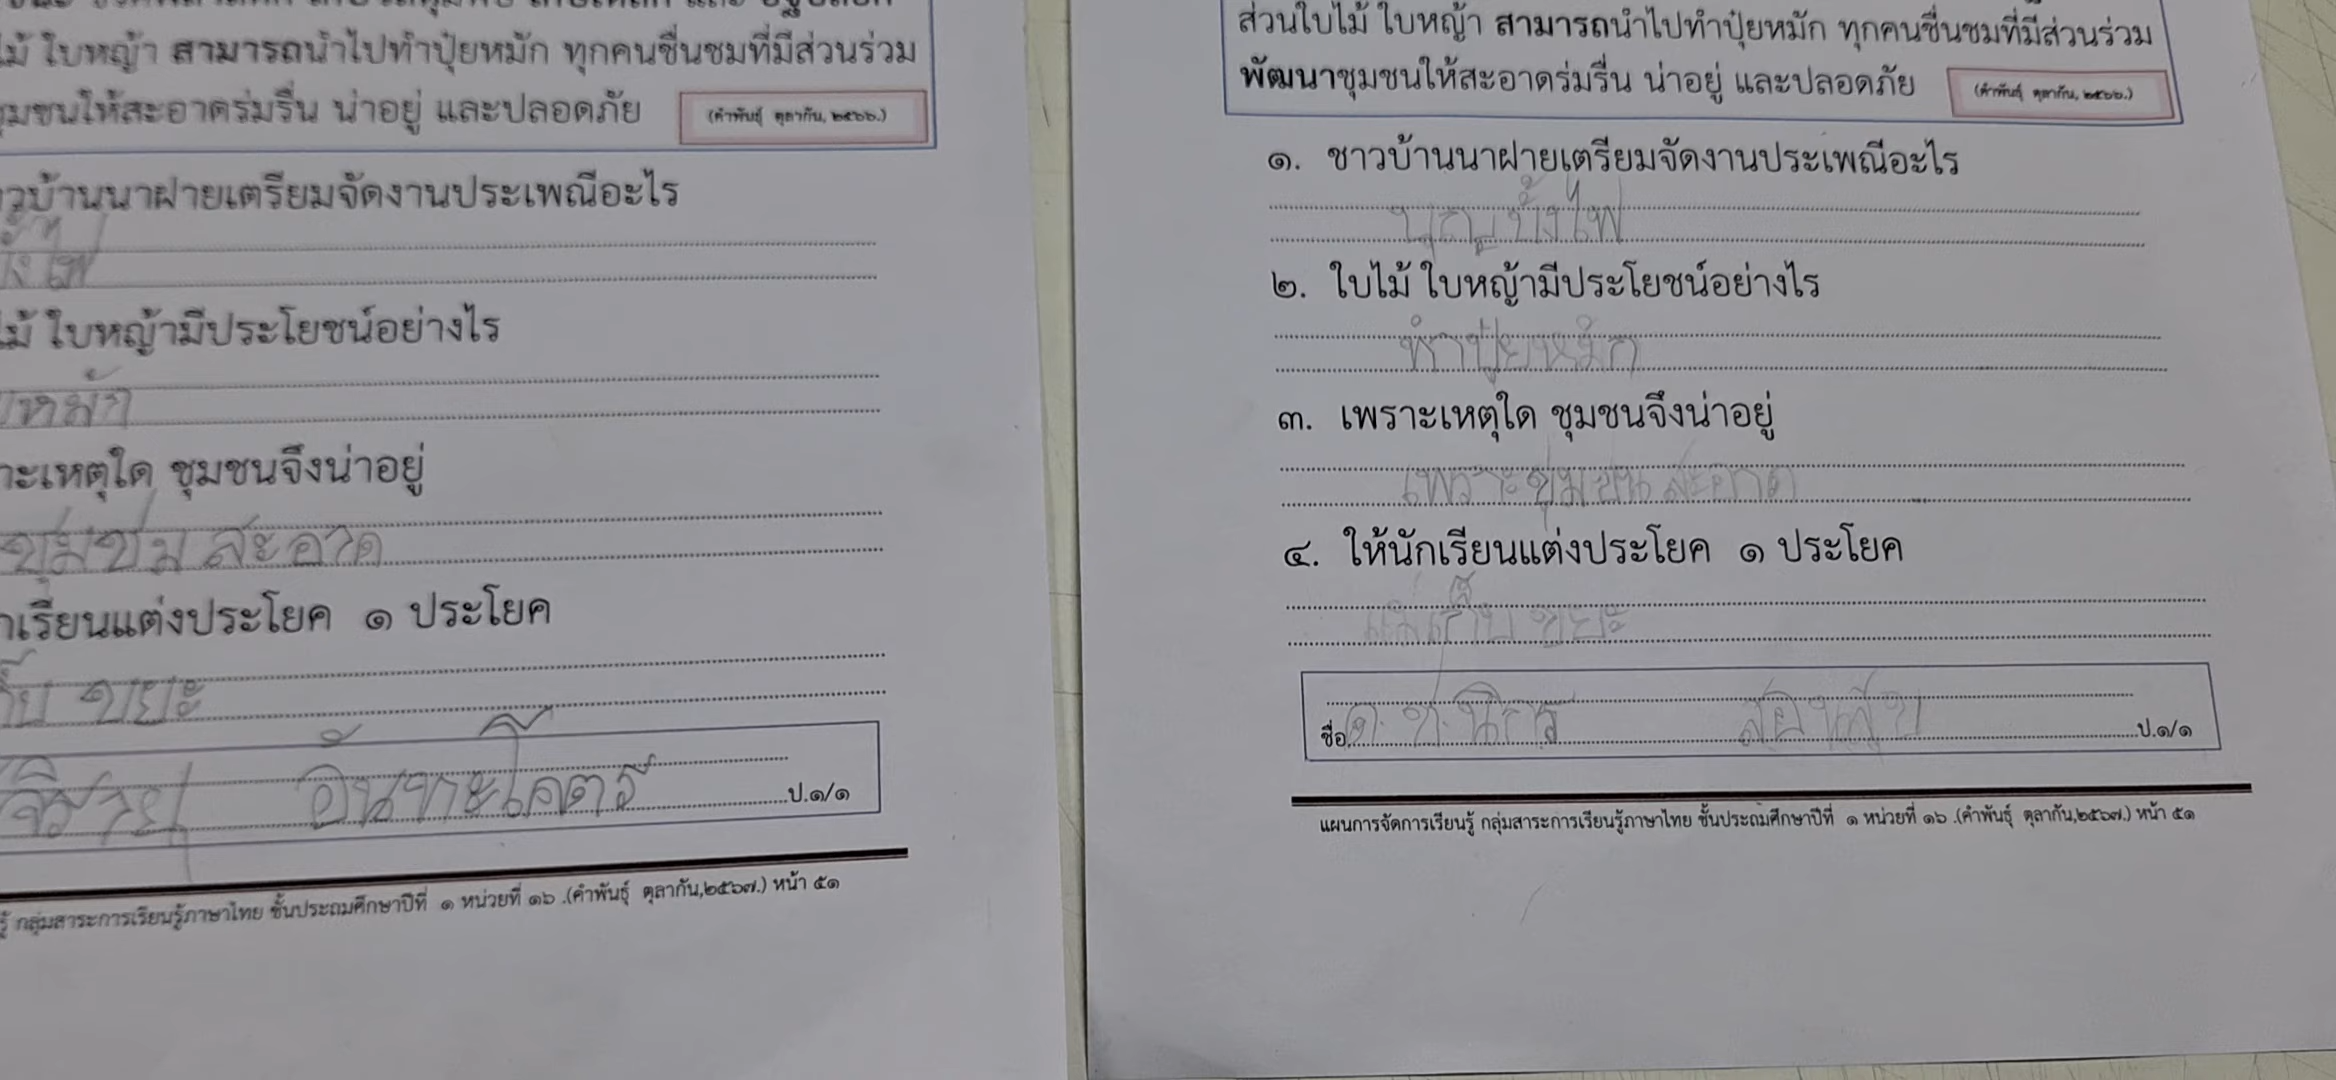 ไม้ ใบหญ้า สามารถนำไปทำปุ๋ยหมัก ทุกคนชื่นชมที่มีส่วนร่วม
ชุมชนให้สะอาดร่มรื่น น่าอยู่ และปลอดภัย
(คำพันธุ์ ตุลากัน, ๒๕๖๖.)
าวบ้านนาฝายเตรียมจัดงานประเพณีอะไร
ั้งไฟ
ไม้ ใบหญ้ามีประโยชน์อย่างไร
ยหมัก
าะเหตุใด ชุมชนจึงน่าอยู่
ชุมชมสะอาด
กเรียนแต่งประโยค ๑ ประโยค
ก็บ ขยะ
ป.๑/๑
รู้ กลุ่มสาระการเรียนรู้ภาษาไทย ชั้นประถมศึกษาปีที่ ๑ หน่วยที่ ๑๖ .(คำพันธุ์ ตุลากัน,๒๕๖๗.) หน้า ๕๑
ส่วนใบไม้ ใบหญ้า สามารถนำไปทำปุ๋ยหมัก ทุกคนชื่นชมที่มีส่วนร่วม
พัฒนาชุมชนให้สะอาดร่มรื่น น่าอยู่ และปลอดภัย
(คำพันธุ์ ตุลากัน, ๒๕๖๖.)
๑. ชาวบ้านนาฝายเตรียมจัดงานประเพณีอะไร
บุญบั้งไฟ
๒. ใบไม้ ใบหญ้ามีประโยชน์อย่างไร
ทำปุ๋ยหมัก
๓. เพราะเหตุใด ชุมชนจึงน่าอยู่
เพราะชุมชนสะอาด
๔. ให้นักเรียนแต่งประโยค ๑ ประโยค
แม่เก็บขยะ
ชื่อ ป.๑/๑
แผนการจัดการเรียนรู้ กลุ่มสาระการเรียนรู้ภาษาไทย ชั้นประถมศึกษาปีที่ ๑ หน่วยที่ ๑๖ .(คำพันธุ์ ตุลากัน,๒๕๖๗.) หน้า ๕๑